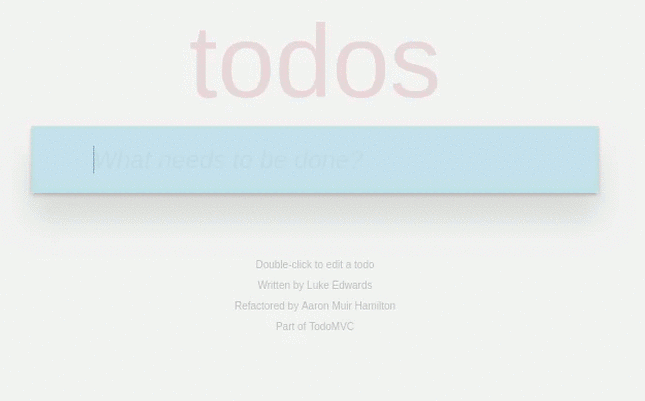 todos
What needs to be done?
Double-click to edit a todo
Written by Luke Edwards
Refactored by Aaron Muir Hamilton
Part of TodoMVC